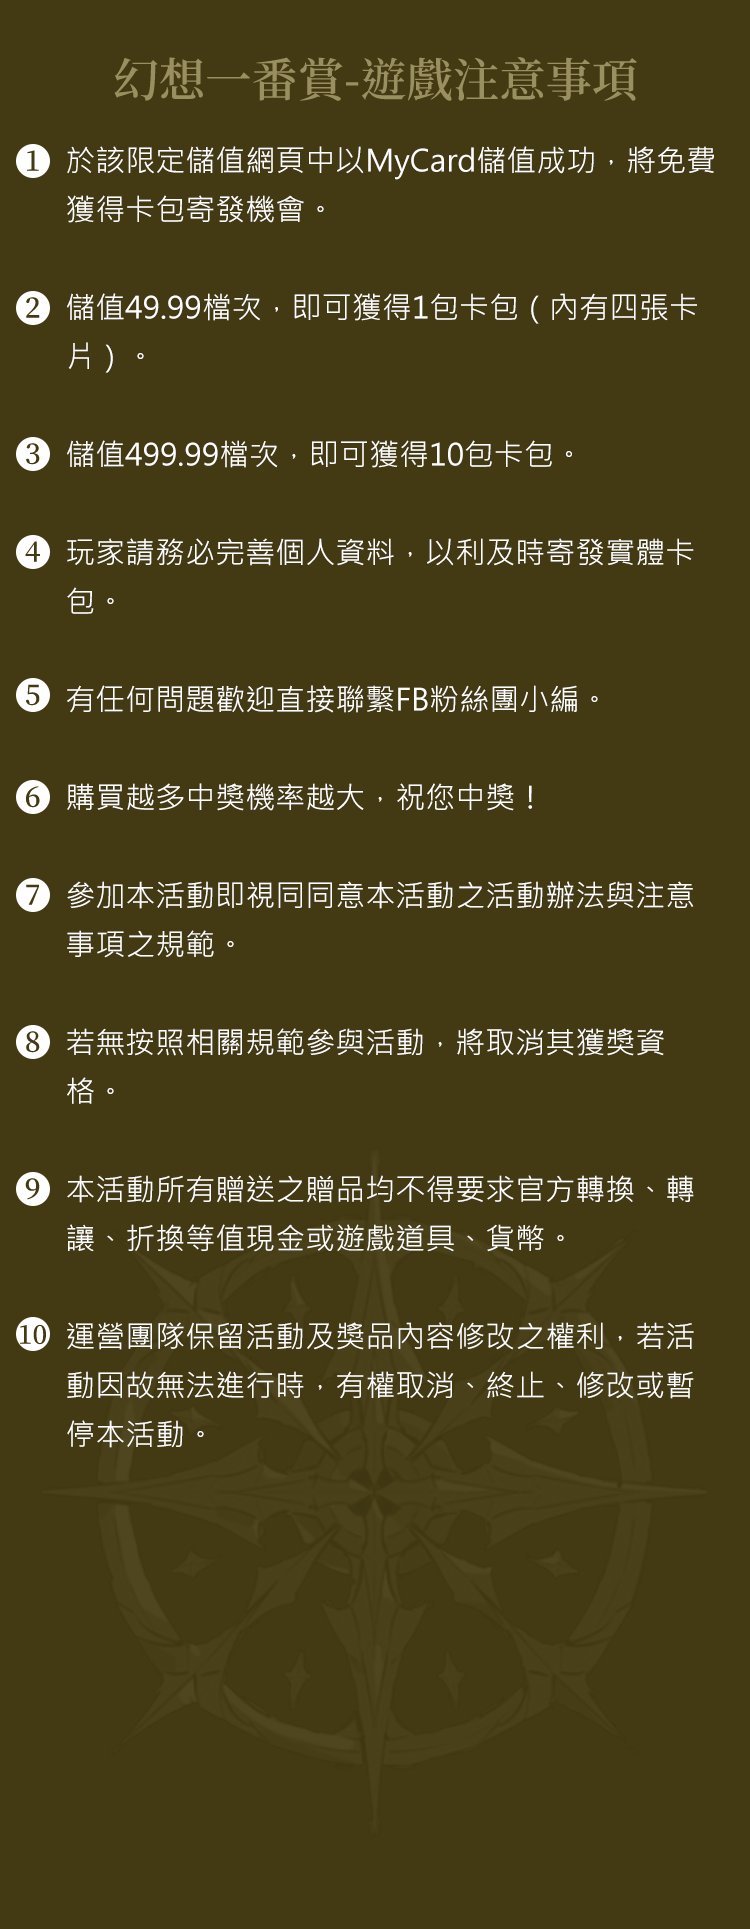 幻想一番賞-遊戲注意事項
1 於該限定儲值網頁中以MyCard儲值成功，將免費
獲得卡包寄發機會。
2 儲值49.99檔次，即可獲得1包卡包（內有四張卡
片）。
3 儲值499.99檔次，即可獲得10包卡包。
4 玩家請務必完善個人資料，以利及時寄發實體卡
包。
5 有任何問題歡迎直接聯繫FB粉絲團小編。
6 購買越多中獎機率越大，祝您中獎！
7 參加本活動即視同同意本活動之活動辦法與注意
事項之規範。
8 若無按照相關規範參與活動，將取消其獲獎資
格。
9 本活動所有贈送之贈品均不得要求官方轉換、轉
讓、折換等值現金或遊戲道具、貨幣。
10 運營團隊保留活動及獎品內容修改之權利，若活
動因故無法進行時，有權取消、終止、修改或暫
停本活動。